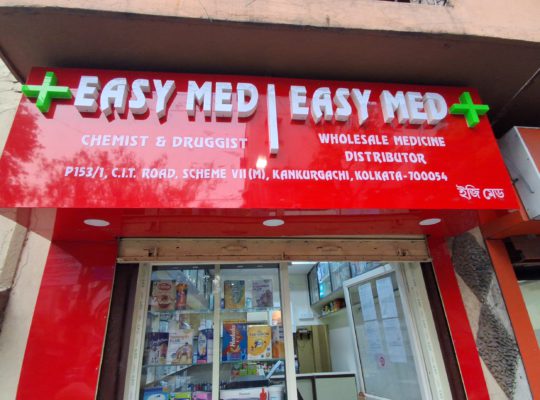 EASY MED | EASY MED
CHEMIST & DRUGGIST
WHOLESALE MEDICINE
DISTRIBUTOR
P153/1, C.I.T. ROAD, SCHEME VII (M), KANKURGACHI, KOLKATA-700054
ইজি মেড